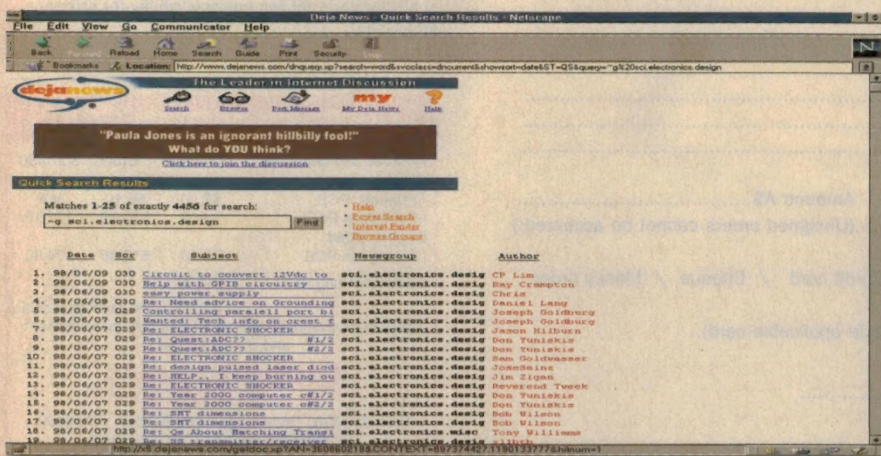 Deja News - Quick Search Results - Netscape
File Edit View Go Communicator Help
Back Forward Reload Home Search Guide Print Security
Bookmarks Location: http://www.dejanews.com/dnquery.xp?search=word&svcclass=dncurrent&showsort=date&ST=QS&query=~g%20sci.electronics.design
dejanews
The Leader in Internet Discussion
Search Browse Post Message My Deja News Help
my
"Paula Jones is an ignorant hillbilly fool!"
What do YOU think?
Click here to join the discussion
Quick Search Results
Matches 1-25 of exactly 4456 for search:
~g sci.electronics.design Find
Help
Power Search
Interest Finder
Browse Groups
Date Scr Subject Newsgroup Author
1. 98/06/09 030 Circuit to convert 12Vdc to sci.electronics.desig CP Lim
2. 98/06/09 030 Help with GPIB circuitry sci.electronics.desig Ray Crampton
3. 98/06/09 030 easy power supply sci.electronics.desig Chris
4. 98/06/09 030 Re: Need advice on Grounding sci.electronics.desig Daniel Lang
5. 98/06/07 029 Controlling paralell port bi sci.electronics.desig Joseph Goldburg
6. 98/06/07 029 Wanted: Tech info on crest f sci.electronics.desig Joseph Goldburg
7. 98/06/07 029 Re: ELECTRONIC SHOCKER sci.electronics.desig Jason Hilburn
8. 98/06/07 029 Re: Quest:ADC?? #1/2 sci.electronics.desig Don Yuniskis
9. 98/06/07 029 Re: Quest:ADC?? #2/2 sci.electronics.desig Don Yuniskis
10. 98/06/07 029 Re: ELECTRONIC SHOCKER sci.electronics.desig Sam Goldwasser
11. 98/06/07 029 Re: design pulsed laser diod sci.electronics.desig
12. 98/06/07 029 Re: HELP.. I keep burning ou sci.electronics.desig Jim Zigan
13. 98/06/07 029 Re: ELECTRONIC SHOCKER sci.electronics.desig Reverend Tweek
14. 98/06/07 029 Re: Year 2000 computer c#1/2 sci.electronics.desig Don Yuniskis
15. 98/06/07 029 Re: Year 2000 computer c#2/2 sci.electronics.desig Don Yuniskis
16. 98/06/07 029 Re: SMT dimensions sci.electronics.desig Bob Wilson
17. 98/06/07 029 Re: SMT dimensions sci.electronics.desig Bob Wilson
18. 98/06/07 029 Re: Qs About Matching Transi sci.electronics.misc Tony Williams
19. 98/06/07 029 Re: transmitter/receiver sci.electronics.desig